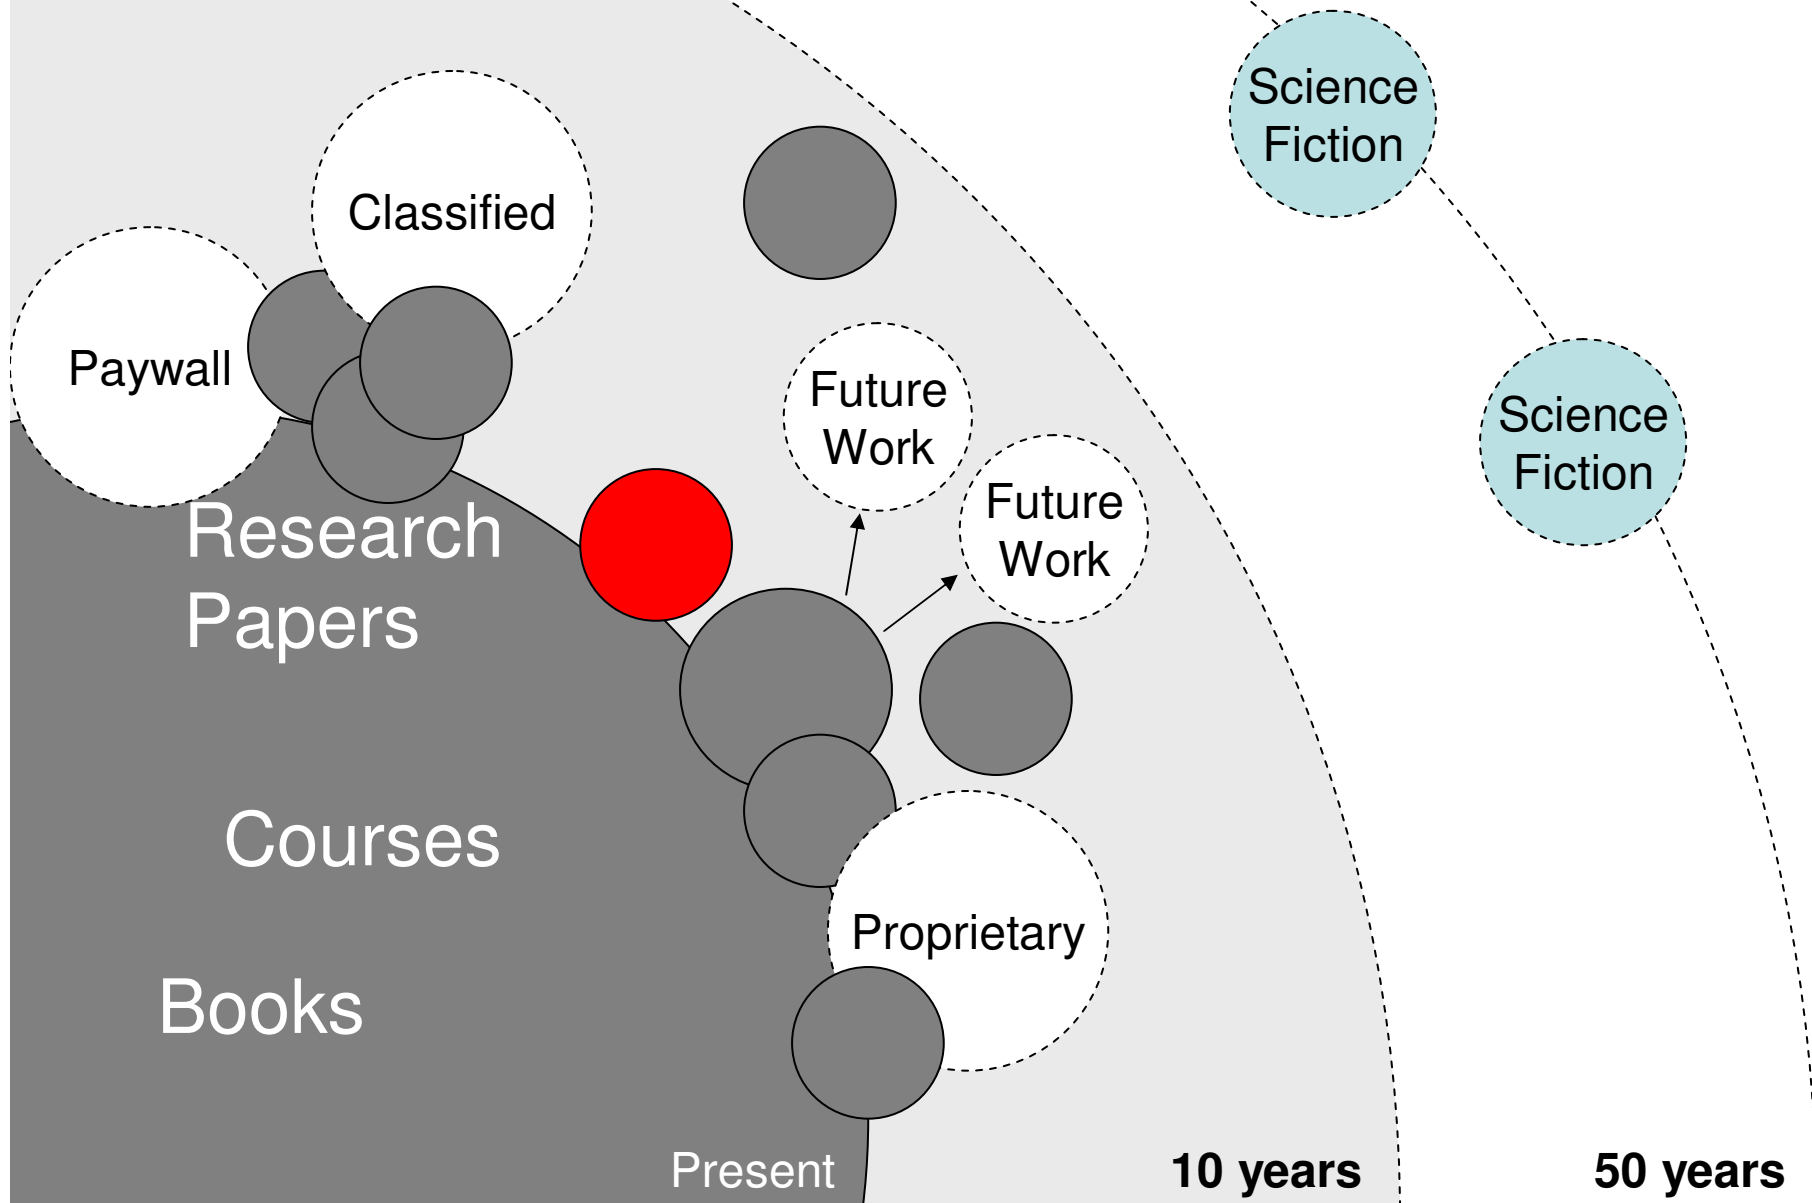 Science
Fiction
Classified
Paywall
Future
Work
Science
Fiction
Future
Work
Research
Papers
Courses
Proprietary
Books
Present
10 years
50 years